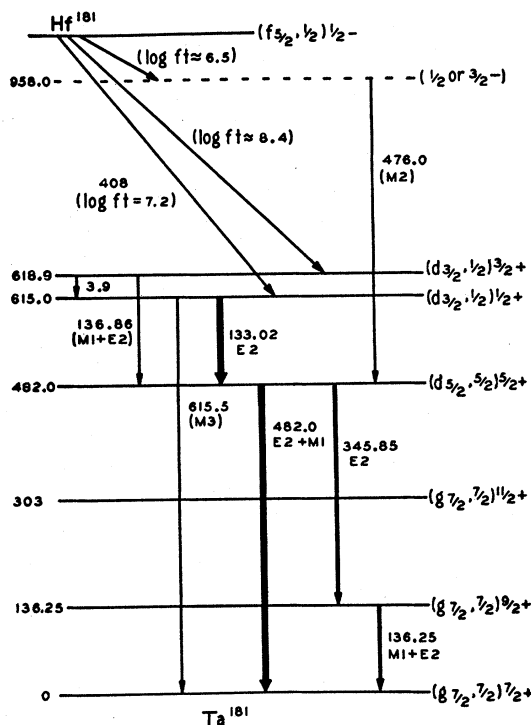 Hf181
(f5/2,1/2)1/2-
(log ft≈6.5)
958.0
(1/2 or 3/2-)
(log ft≈8.4)
476.0
(M2)
408
(log ft=7.2)
618.9
(d3/2,1/2)3/2+
3.9
615.0
(d3/2,1/2)1/2+
136.86
(M1+E2)
133.02
E2
482.0
(d5/2,5/2)5/2+
615.5
(M3)
482.0
E2+M1
345.85
E2
303
(g7/2,7/2)11/2+
136.25
(g7/2,7/2)9/2+
136.25
M1+E2
0
(g7/2,7/2)7/2+
Ta181